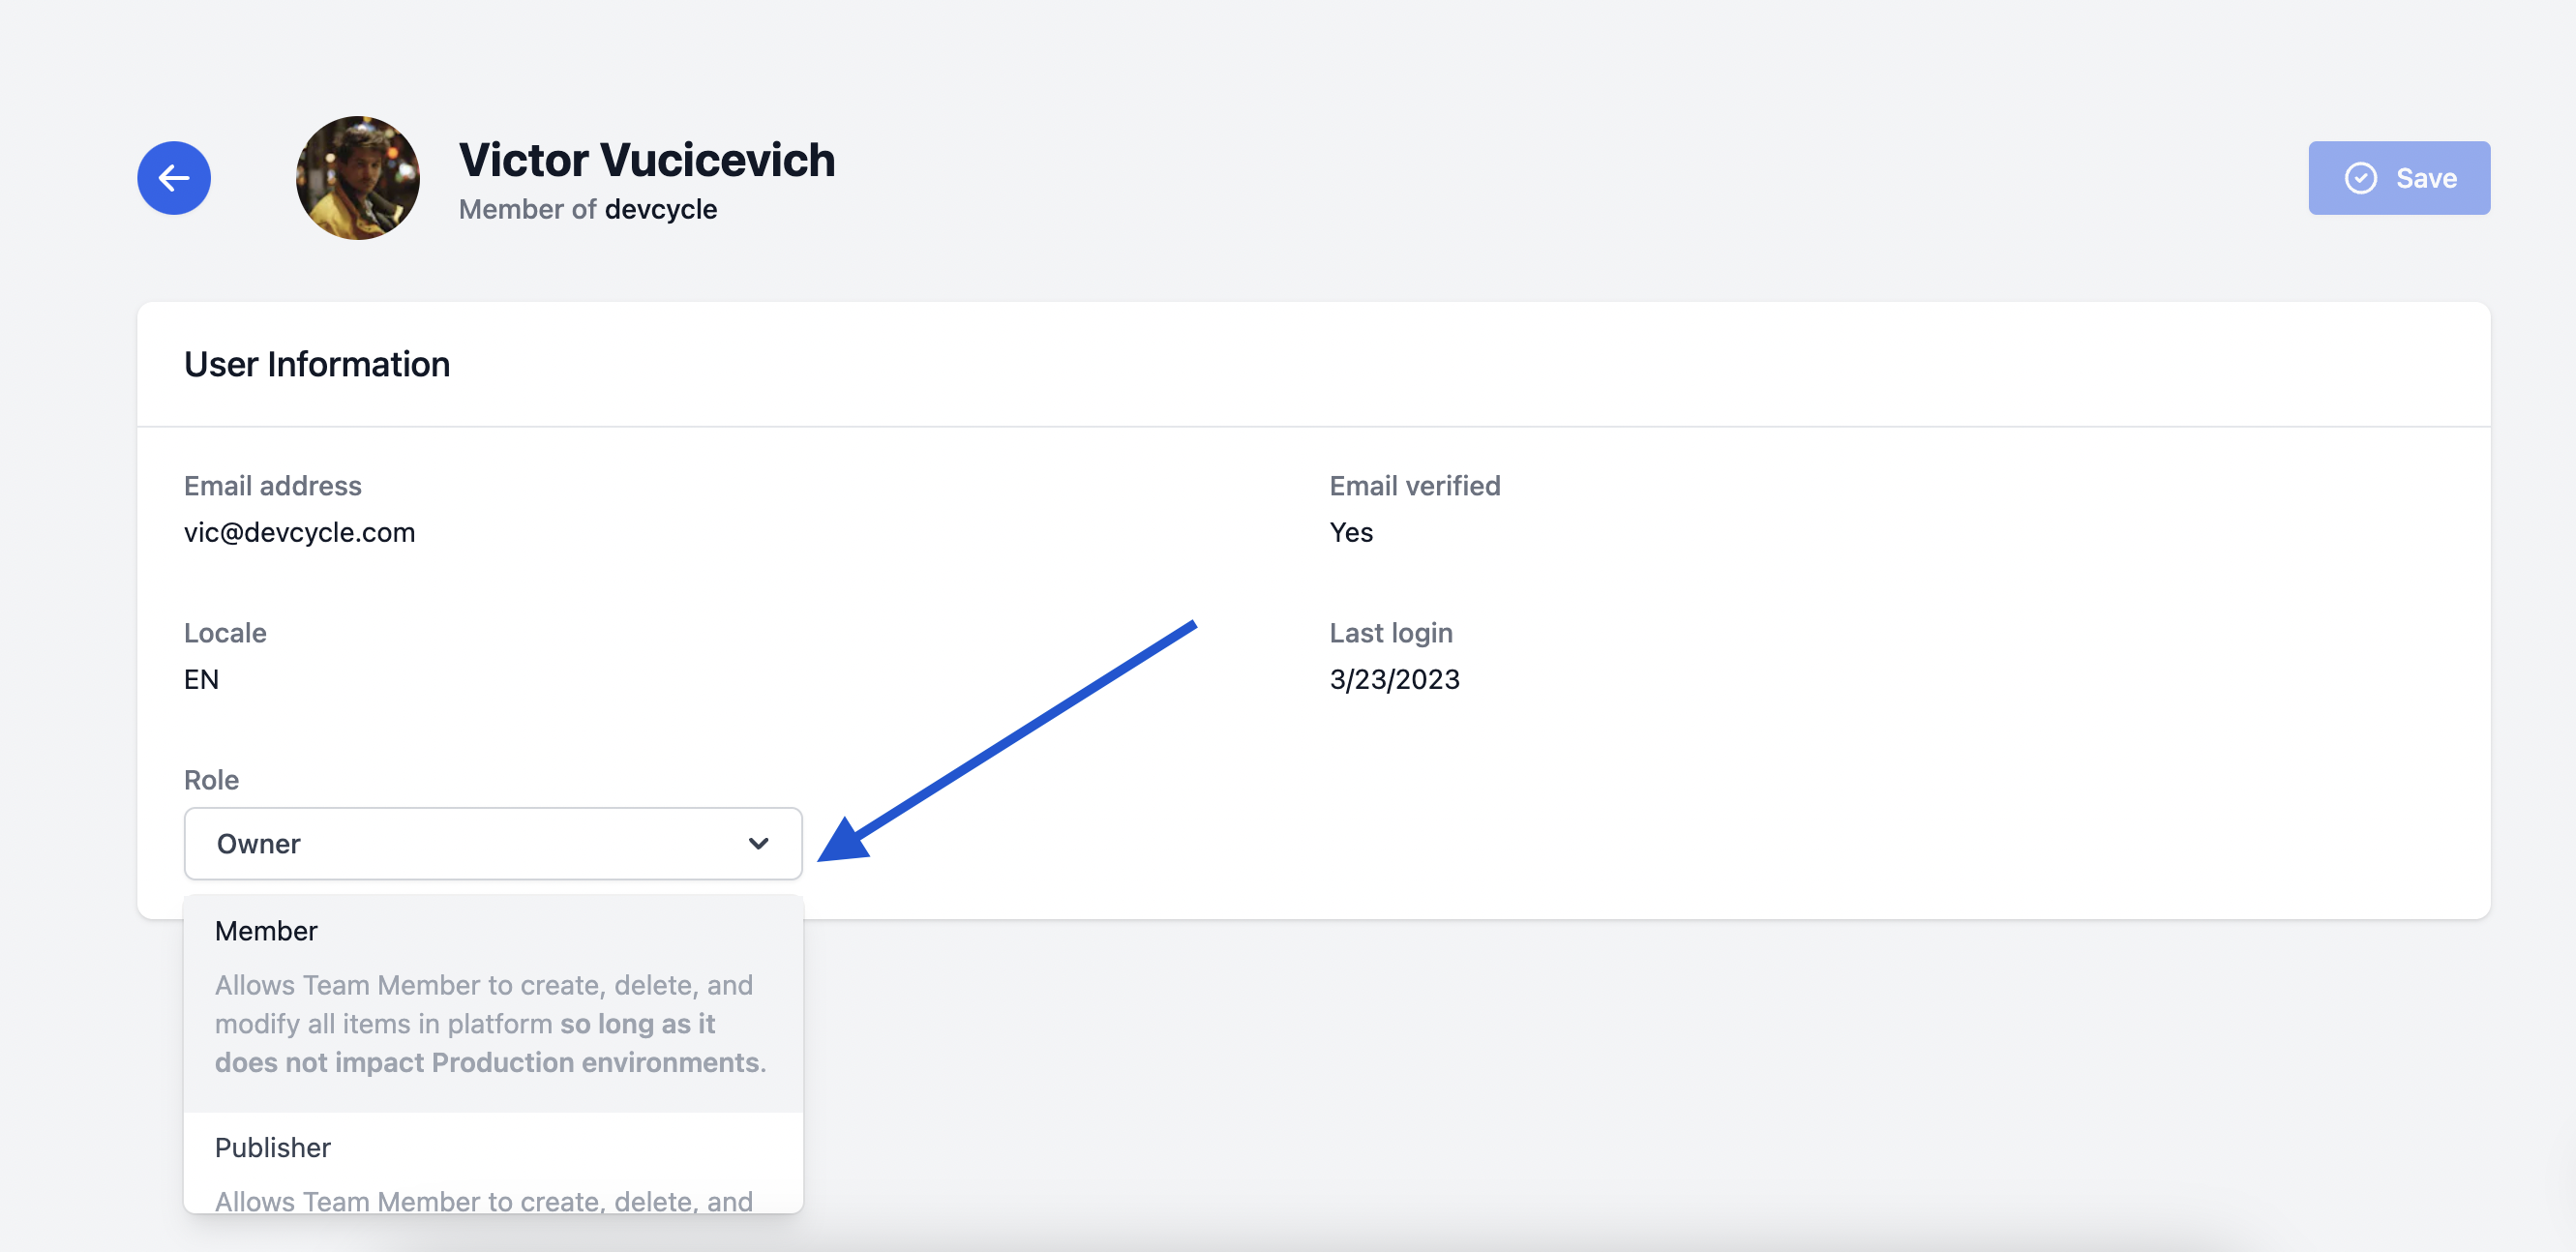 Victor Vucicevich
Member of devcycle
Save
User Information
Email address
vic@devcycle.com
Email verified
Yes
Locale
EN
Last login
3/23/2023
Role
Owner
Member
Allows Team Member to create, delete, and
modify all items in platform so long as it
does not impact Production environments.
Publisher
Allows Team Member to create, delete, and